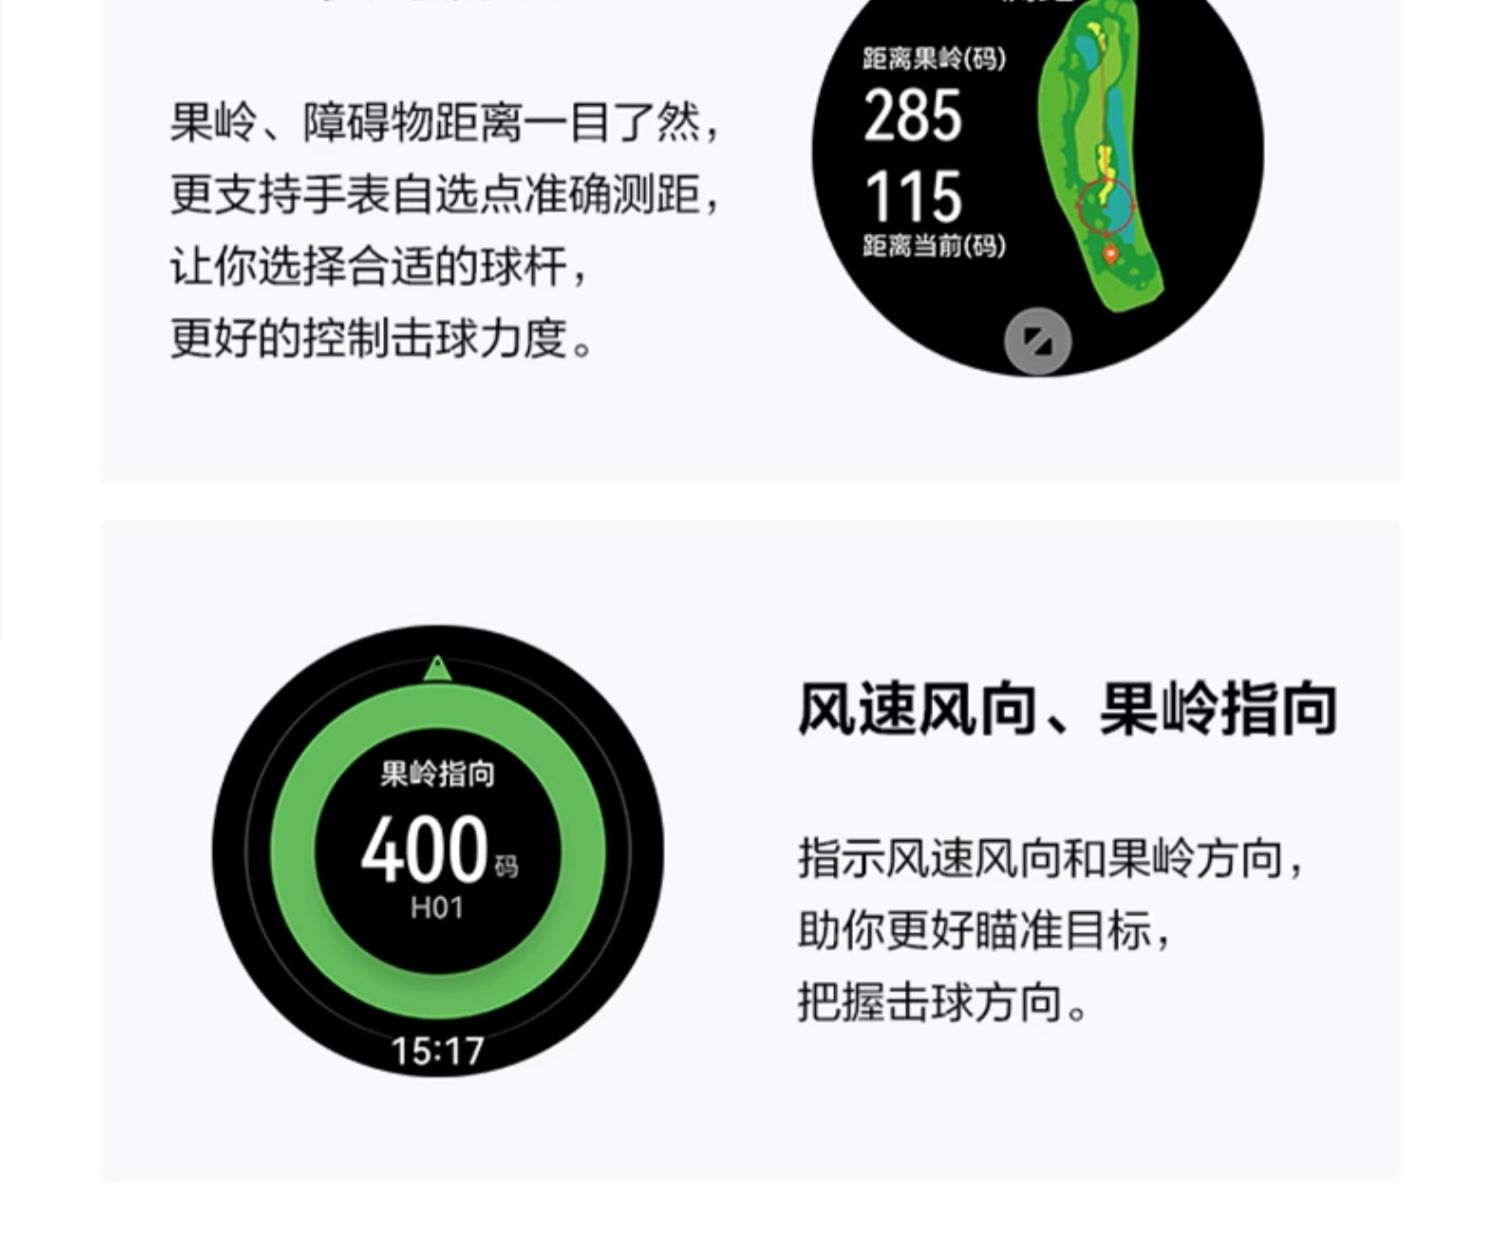 果岭、障碍物距离一目了然，
更支持手表自选点准确测距，
让你选择合适的球杆，
更好的控制击球力度。
距离果岭(码)
285
115
距离当前(码)
果岭指向
400码
H01
15:17
风速风向、果岭指向
指示风速风向和果岭方向，
助你更好瞄准目标，
把握击球方向。